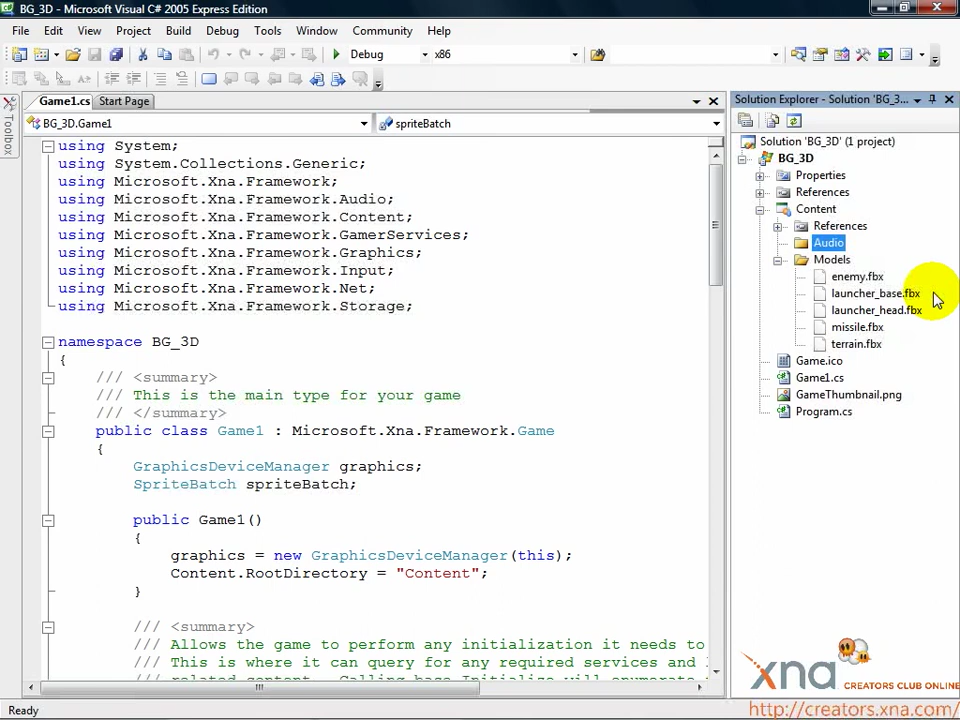 BG_3D - Microsoft Visual C# 2005 Express Edition
File Edit View Project Build Debug Tools Window Community Help
Debug x86
Game1.cs Start Page
BG_3D.Game1 spriteBatch
Toolbox
using System;
using System.Collections.Generic;
using Microsoft.Xna.Framework;
using Microsoft.Xna.Framework.Audio;
using Microsoft.Xna.Framework.Content;
using Microsoft.Xna.Framework.GamerServices;
using Microsoft.Xna.Framework.Graphics;
using Microsoft.Xna.Framework.Input;
using Microsoft.Xna.Framework.Net;
using Microsoft.Xna.Framework.Storage;
namespace BG_3D
{
/// <summary>
/// This is the main type for your game
/// </summary>
public class Game1 : Microsoft.Xna.Framework.Game
{
GraphicsDeviceManager graphics;
SpriteBatch spriteBatch;
public Game1()
{
graphics = new GraphicsDeviceManager(this);
Content.RootDirectory = "Content";
}
/// <summary>
/// Allows the game to perform any initialization it needs to
/// This is where it can query for any required services and
Solution Explorer - Solution 'BG_3...
Solution 'BG_3D' (1 project)
BG_3D
Properties
References
Content
References
Audio
Models
enemy.fbx
launcher_base.fbx
launcher_head.fbx
missile.fbx
terrain.fbx
Game.ico
Game1.cs
GameThumbnail.png
Program.cs
xna CREATORS CLUB ONLINE
http://creators.xna.com/
Ready